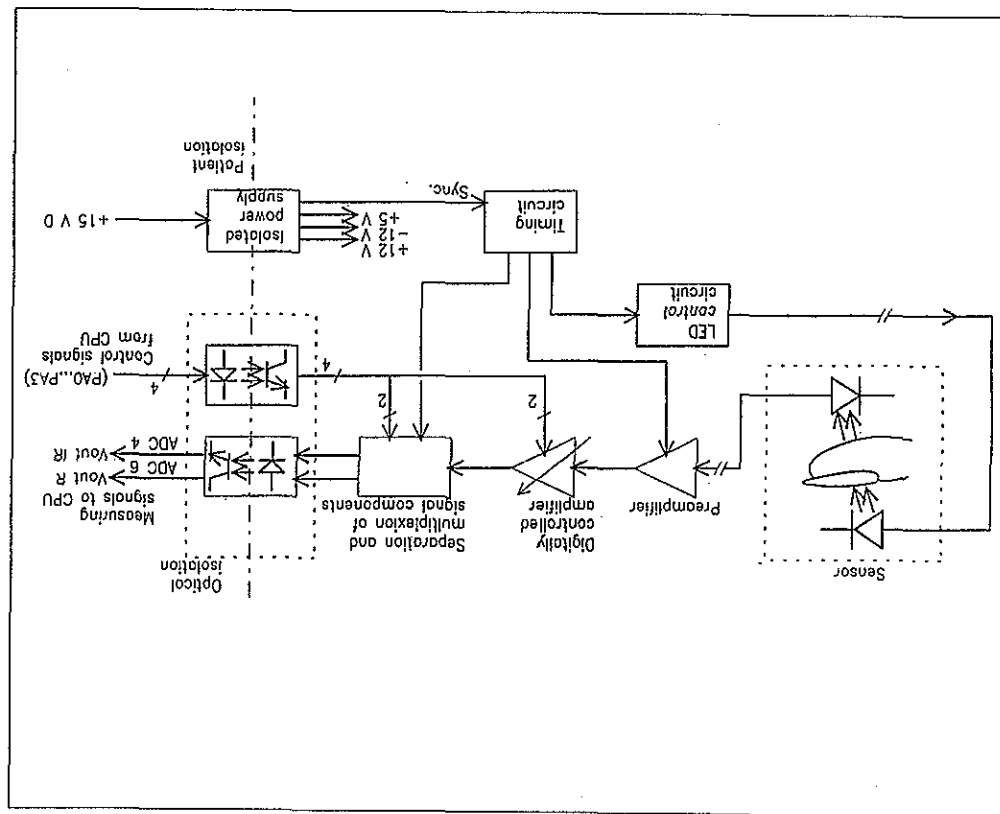 Sensor
Preamplifier
Digitally
controlled
amplifier
Separation and
multiplexion of
signal components
Optical
isolation
Measuring
signals to CPU
Vout R
ADC 6
Vout IR
ADC 4
2
2
4
4
(PA0...PA3)
Control signals
from CPU
LED
control
circuit
Timing
circuit
Sync.
+12 V
-12 V
+5 V
Isolated
power
supply
+15 V D
Patient
isolation